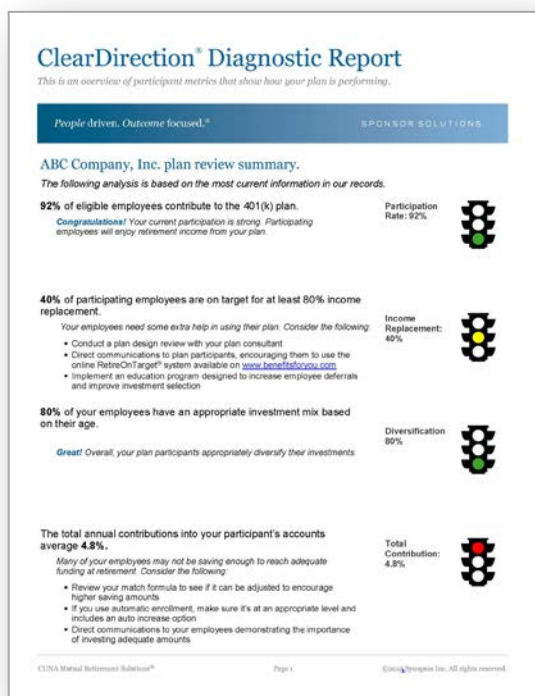 ClearDirection® Diagnostic Report
This is an overview of participant metrics that show how your plan is performing.
People driven. Outcome focused.®
SPONSOR SOLUTIONS
ABC Company, Inc. plan review summary.
The following analysis is based on the most current information in our records.
92% of eligible employees contribute to the 401(k) plan.
Congratulations! Your current participation is strong. Participating
employees will enjoy retirement income from your plan.
Participation
Rate: 92%
40% of participating employees are on target for at least 80% income
replacement.
Your employees need some extra help in using their plan. Consider the following:
• Conduct a plan design review with your plan consultant
• Direct communications to plan participants, encouraging them to use the
online RetireOnTarget® system available on www.benefitsforyou.com
• Implement an education program designed to increase employee deferrals
and improve investment selection
Income
Replacement:
40%
80% of your employees have an appropriate investment mix based
on their age.
Great! Overall, your plan participants appropriately diversify their investments
Diversification
80%
The total annual contributions into your participant's accounts
average 4.8%.
Many of your employees may not be saving enough to reach adequate
funding at retirement. Consider the following:
• Review your match formula to see if it can be adjusted to encourage
higher saving amounts
• If you use automatic enrollment, make sure it's at an appropriate level and
includes an auto increase option
• Direct communications to your employees demonstrating the importance
of investing adequate amounts
Total
Contribution:
4.8%
CUNA Mutual Retirement Solutions®
Page 1
Synopsus Inc. All rights reserved.